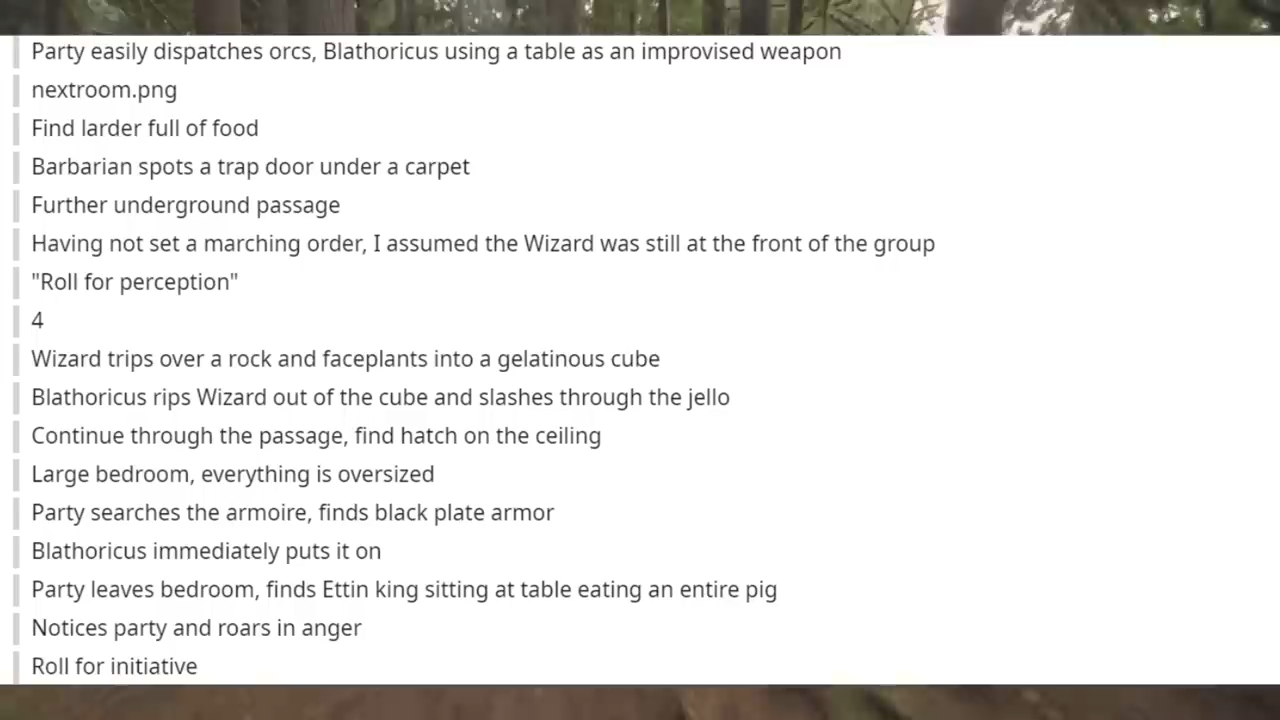 Party easily dispatches orcs, Blathoricus using a table as an improvised weapon
nextroom.png
Find larder full of food
Barbarian spots a trap door under a carpet
Further underground passage
Having not set a marching order, I assumed the Wizard was still at the front of the group
"Roll for perception"
4
Wizard trips over a rock and faceplants into a gelatinous cube
Blathoricus rips Wizard out of the cube and slashes through the jello
Continue through the passage, find hatch on the ceiling
Large bedroom, everything is oversized
Party searches the armoire, finds black plate armor
Blathoricus immediately puts it on
Party leaves bedroom, finds Ettin king sitting at table eating an entire pig
Notices party and roars in anger
Roll for initiative